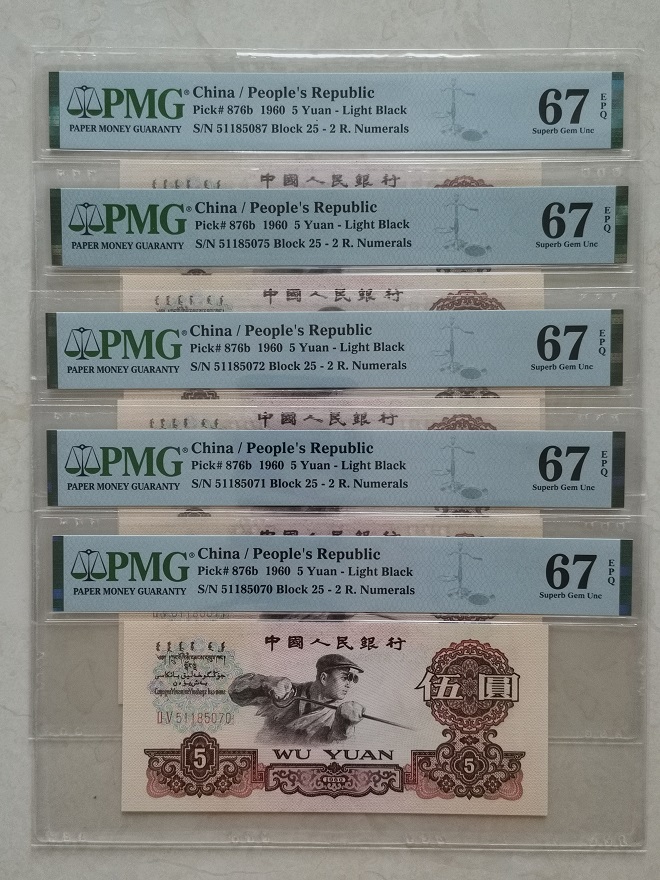 PMG®
PAPER MONEY GUARANTY
China / People's Republic
Pick# 876b 1960 5 Yuan - Light Black
S/N 51185087 Block 25 - 2 R. Numerals
67
EPQ
Superb Gem Unc
中國人民銀行
PMG®
PAPER MONEY GUARANTY
China / People's Republic
Pick# 876b 1960 5 Yuan - Light Black
S/N 51185075 Block 25 - 2 R. Numerals
67
EPQ
Superb Gem Unc
中國人民銀行
PMG®
PAPER MONEY GUARANTY
China / People's Republic
Pick# 876b 1960 5 Yuan - Light Black
S/N 51185072 Block 25 - 2 R. Numerals
67
EPQ
Superb Gem Unc
中國人民銀行
PMG®
PAPER MONEY GUARANTY
China / People's Republic
Pick# 876b 1960 5 Yuan - Light Black
S/N 51185071 Block 25 - 2 R. Numerals
67
EPQ
Superb Gem Unc
PMG®
PAPER MONEY GUARANTY
China / People's Republic
Pick# 876b 1960 5 Yuan - Light Black
S/N 51185070 Block 25 - 2 R. Numerals
67
EPQ
Superb Gem Unc
中國人民銀行
伍圓
51185070
WU YUAN
5
1960
5